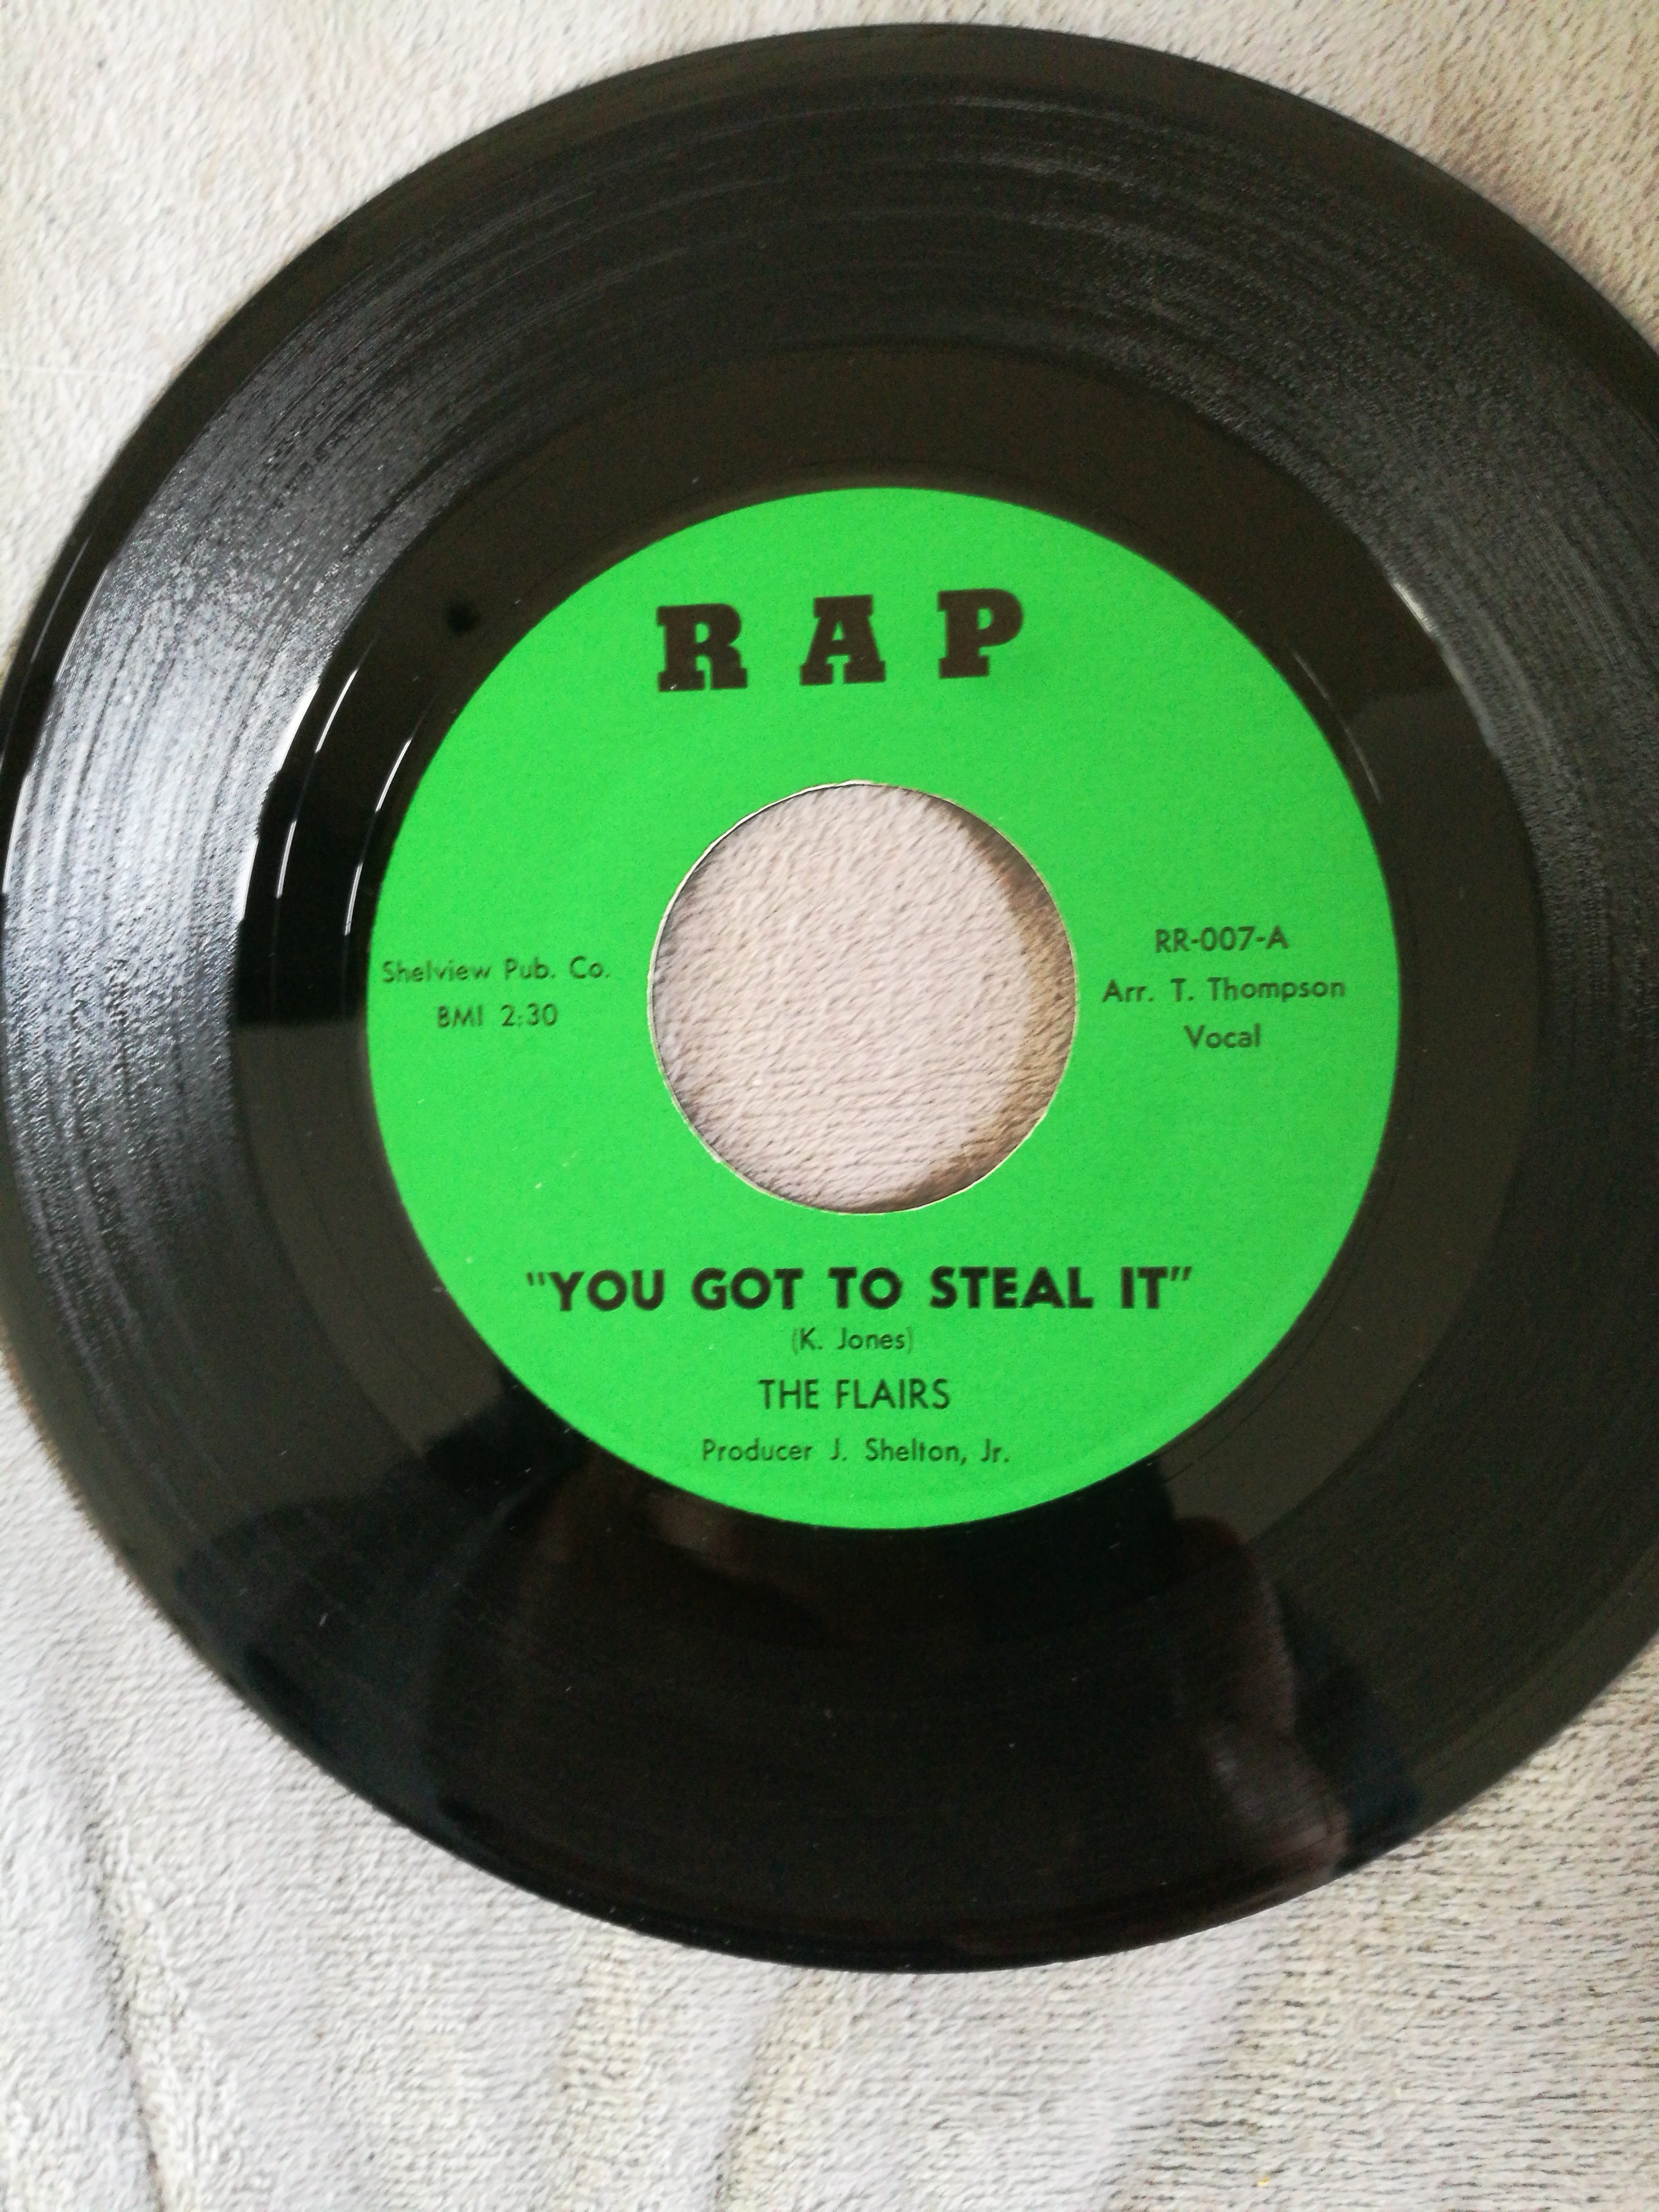 RAP
Shelview Pub. Co.
BMI 2:30
RR-007-A
Arr. T. Thompson
Vocal
"YOU GOT TO STEAL IT"
(K. Jones)
THE FLAIRS
Producer J. Shelton, Jr.